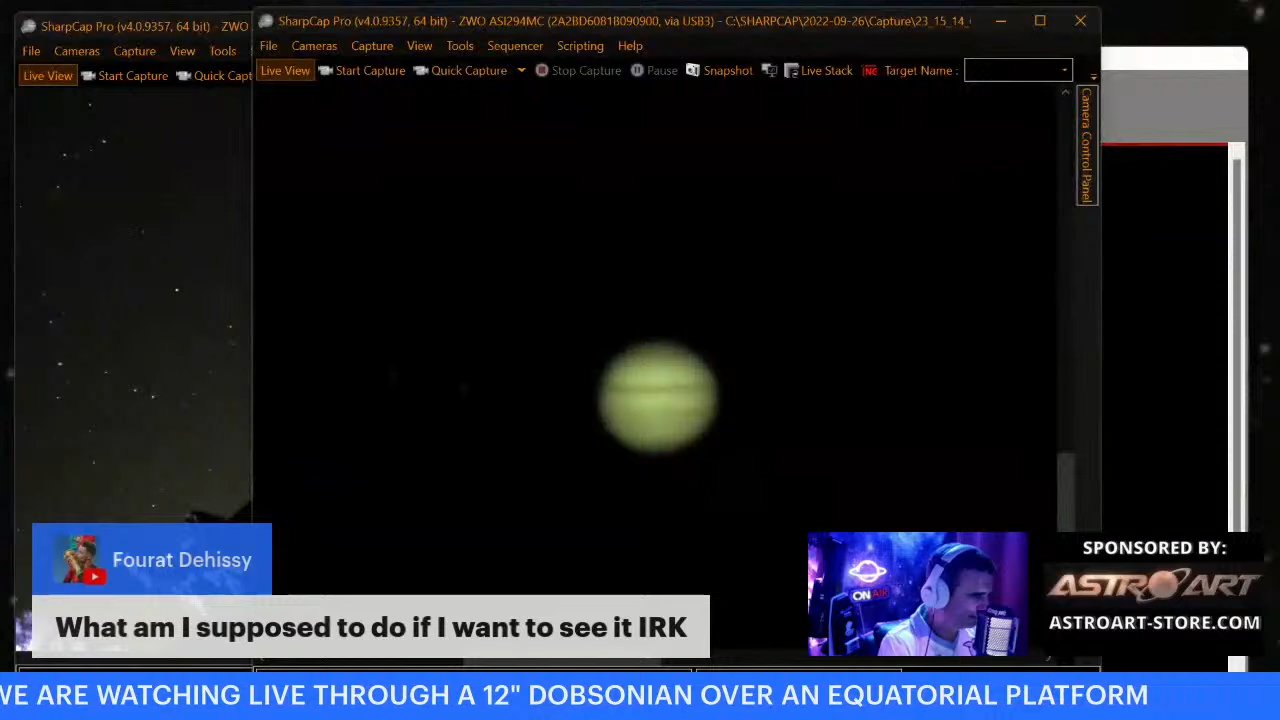 SharpCap Pro (v4.0.9357, 64 bit) - ZWO
File Cameras Capture View Tools
Live View Start Capture Quick Capt
SharpCap Pro (v4.0.9357, 64 bit) - ZWO ASI294MC (2A2BD6081B090900, via USB3) - C:\SHARPCAP\2022-09-26\Capture\23_15_14_
File Cameras Capture View Tools Sequencer Scripting Help
Live View Start Capture Quick Capture Stop Capture Pause Snapshot Live Stack Target Name :
Camera Control Panel
Fourat Dehissy
What am I supposed to do if I want to see it IRK
ON AIR
SPONSORED BY:
ASTROART
ASTROART-STORE.COM
WE ARE WATCHING LIVE THROUGH A 12" DOBSONIAN OVER AN EQUATORIAL PLATFORM